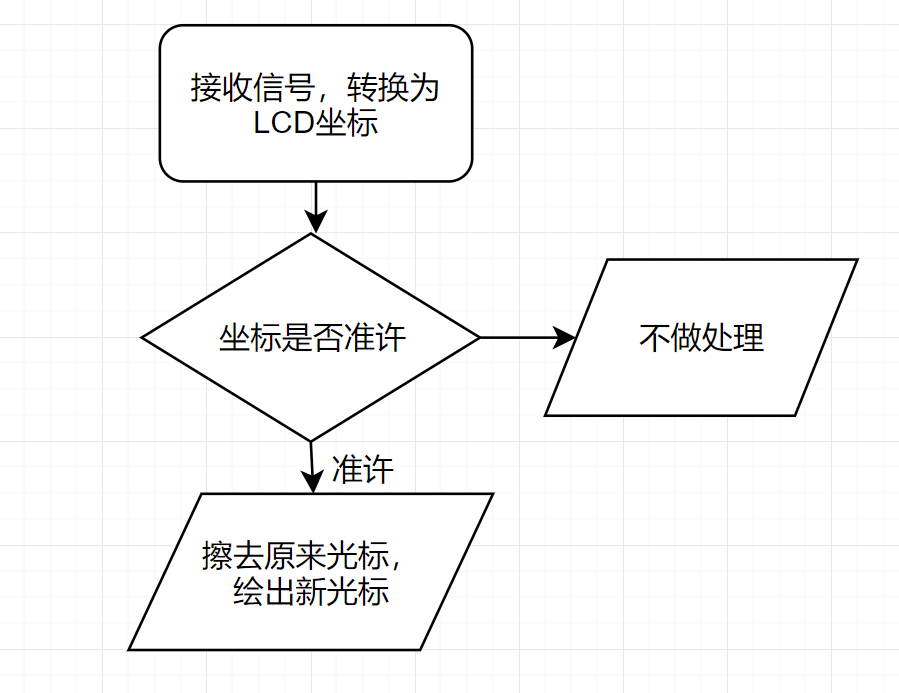 接收信号，转换为
LCD坐标
坐标是否准许
不做处理
准许
擦去原来光标，
绘出新光标